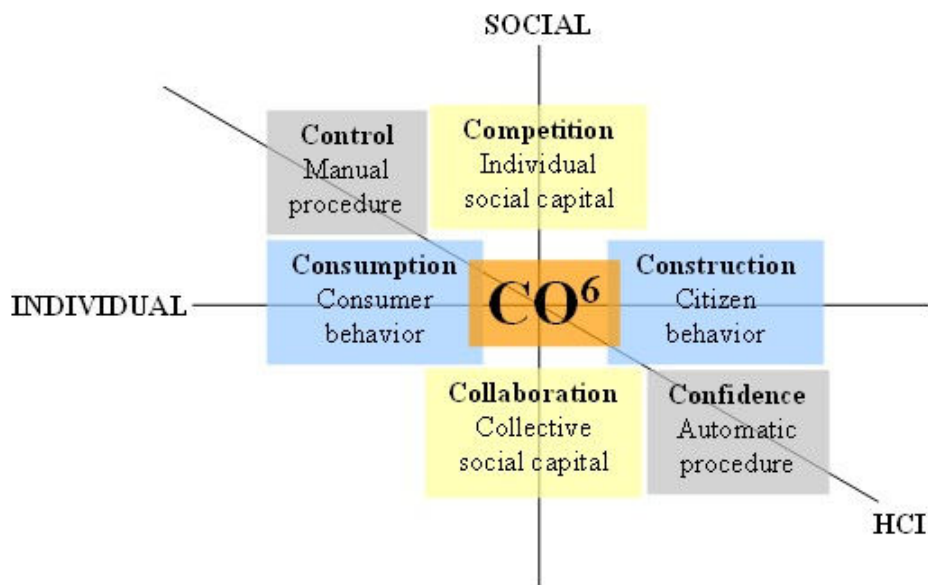 SOCIAL
Control
Manual
procedure
Competition
Individual
social capital
INDIVIDUAL
Consumption
Consumer
behavior
CO⁶
Construction
Citizen
behavior
Collaboration
Collective
social capital
Confidence
Automatic
procedure
HCI